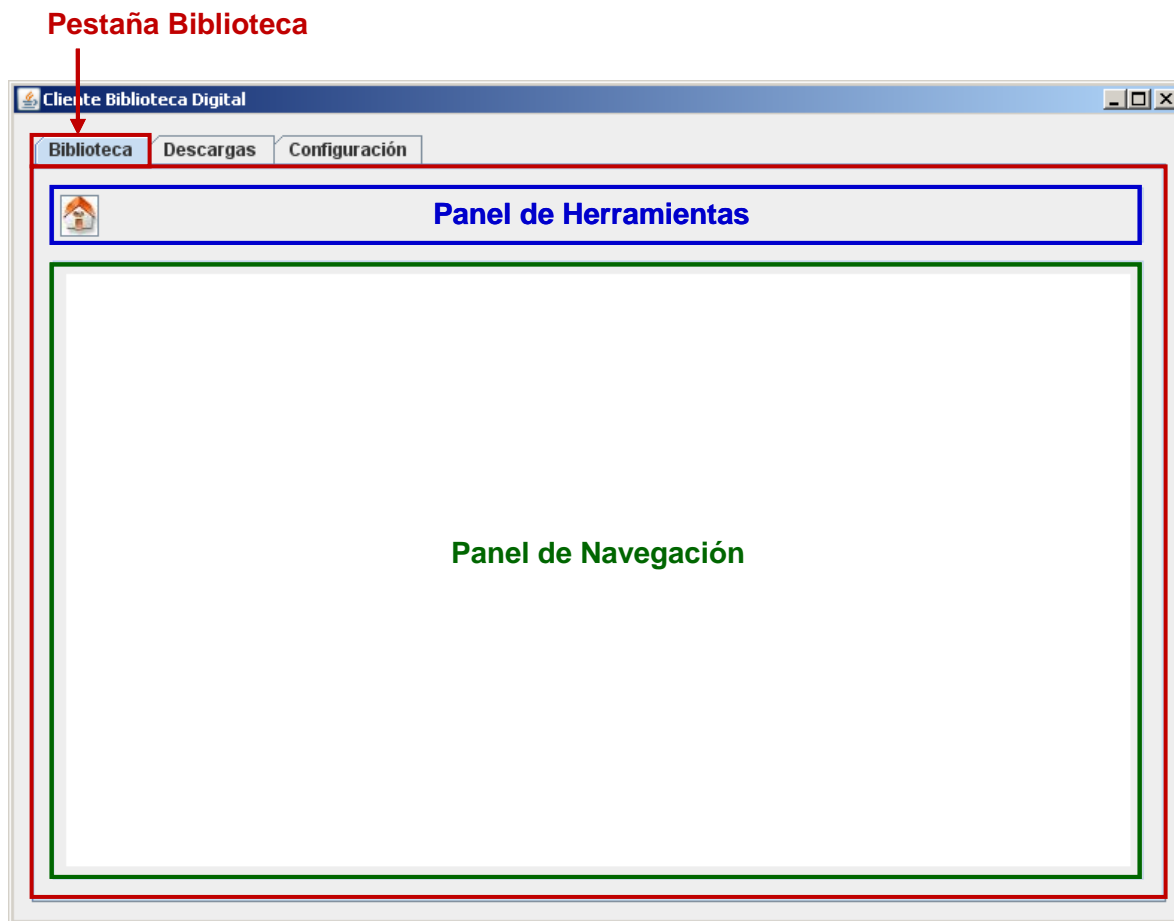 Pestaña Biblioteca
Cliente Biblioteca Digital
Biblioteca Descargas Configuración
Panel de Herramientas
Panel de Navegación